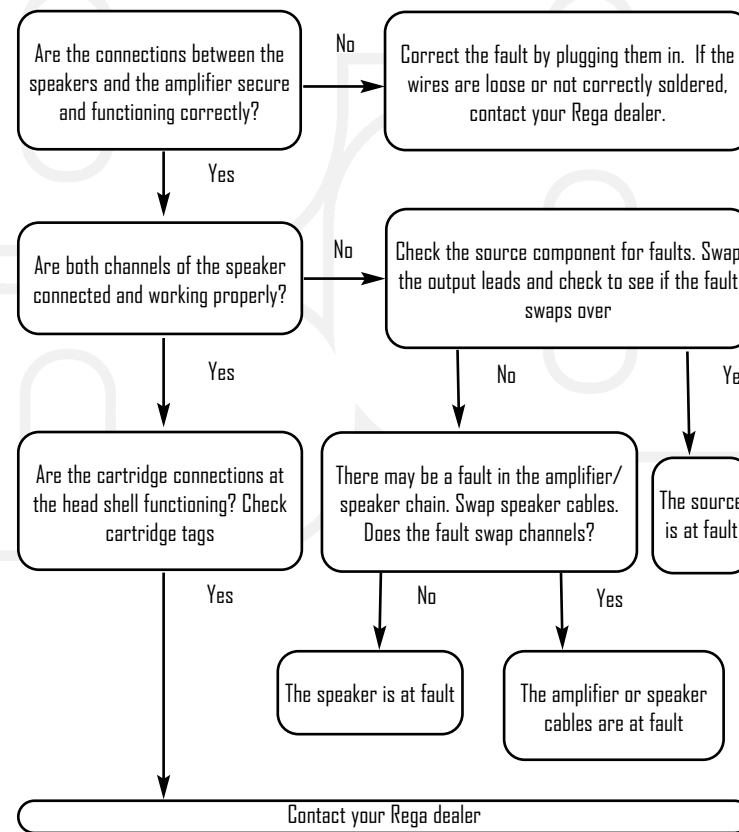 Are the connections between the
speakers and the amplifier secure
and functioning correctly?
No
Correct the fault by plugging them in. If the
wires are loose or not correctly soldered,
contact your Rega dealer.
Yes
Are both channels of the speaker
connected and working properly?
No
Check the source component for faults. Swap
the output leads and check to see if the fault
swaps over
Yes
No
Ye
Are the cartridge connections at
the head shell functioning? Check
cartridge tags
There may be a fault in the amplifier/
speaker chain. Swap speaker cables.
Does the fault swap channels?
The source
is at fault
Yes
No
Yes
The speaker is at fault
The amplifier or speaker
cables are at fault
Contact your Rega dealer